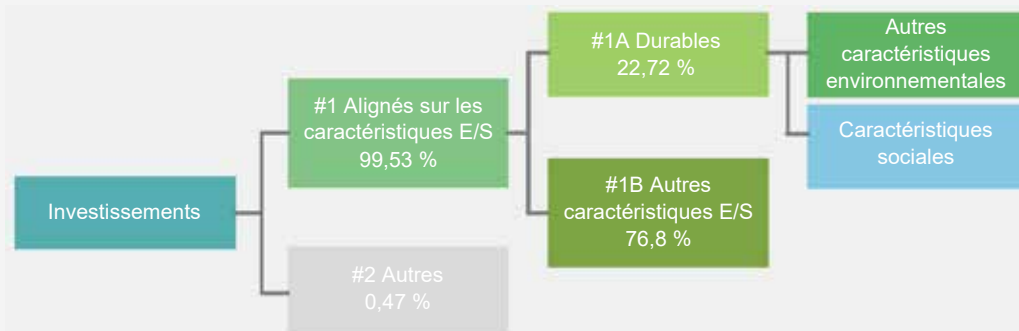 Investissements
#1 Alignés sur les
caractéristiques E/S
99,53 %
#2 Autres
0,47 %
#1A Durables
22,72 %
#1B Autres
caractéristiques E/S
76,8 %
Autres
caractéristiques
environnementales
Caractéristiques
sociales